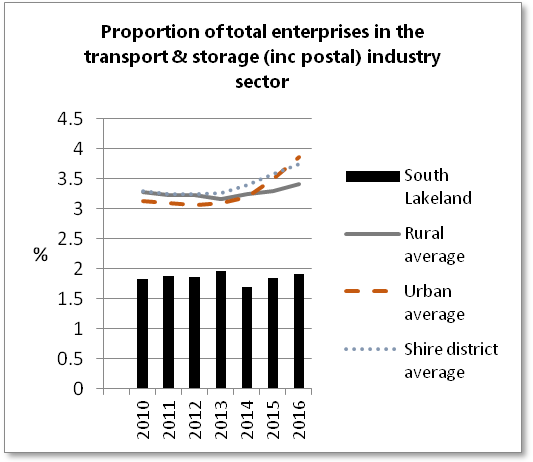 Proportion of total enterprises in the
transport & storage (inc postal) industry
sector
4.5
4
3.5
3
2.5
2
1.5
1
0.5
0
%
2010
2011
2012
2013
2014
2015
2016
South
Lakeland
Rural
average
Urban
average
Shire district
average